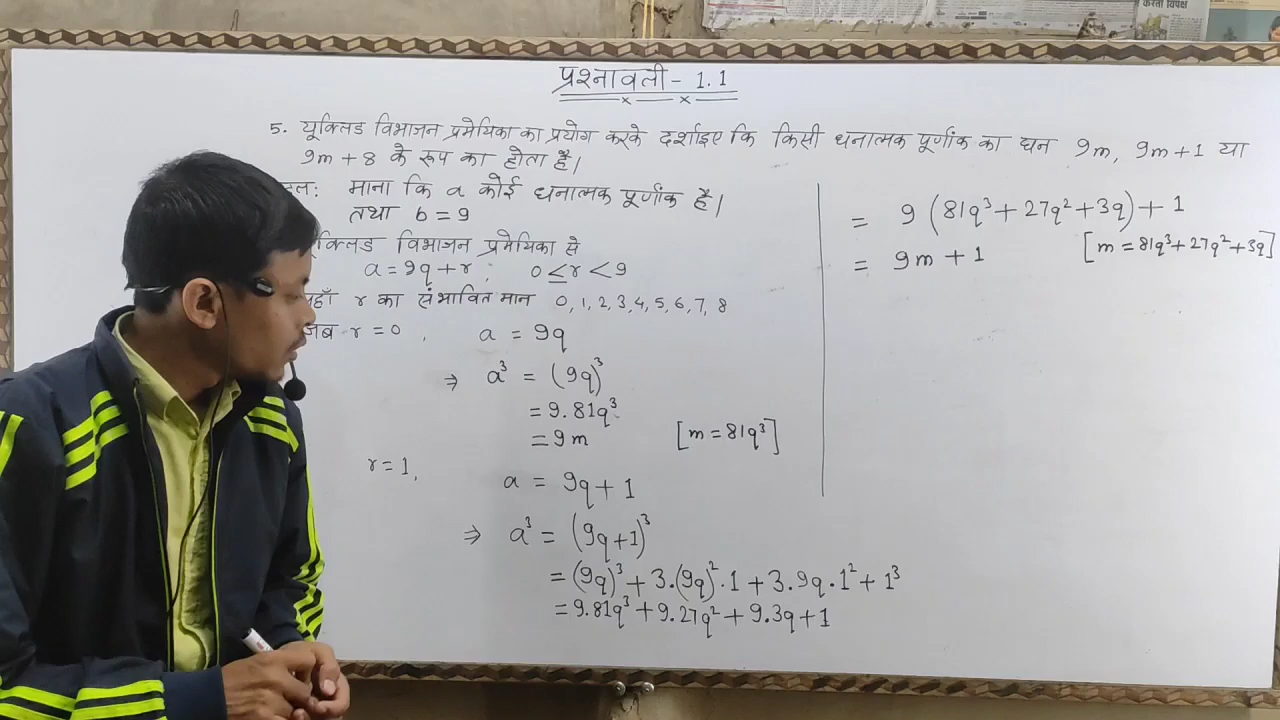 करता विपक्ष
प्रश्नावली - 1.1
5. यूक्लिड विभाजन प्रमेयिका का प्रयोग करके दर्शाइए कि किसी धनात्मक पूर्णांक का घन 9m, 9m+1 या
9m+8 के रूप का होता है।
माना कि a कोई धनात्मक पूर्णांक है।
तथा b = 9
विभाजन प्रमेयिका से
a = 9q + r, 0 ≤ r < 9
r का संभावित मान 0, 1, 2, 3, 4, 5, 6, 7, 8
जब r = 0, a = 9q
⇒ a³ = (9q)³
= 9.81q³
= 9m [m = 81q³]
r = 1, a = 9q + 1
⇒ a³ = (9q+1)³
= (9q)³ + 3.(9q)².1 + 3.9q.1² + 1³
= 9.81q³ + 9.27q² + 9.3q + 1
= 9 (81q³ + 27q² + 3q) + 1
= 9m + 1 [m = 81q³ + 27q² + 3q]